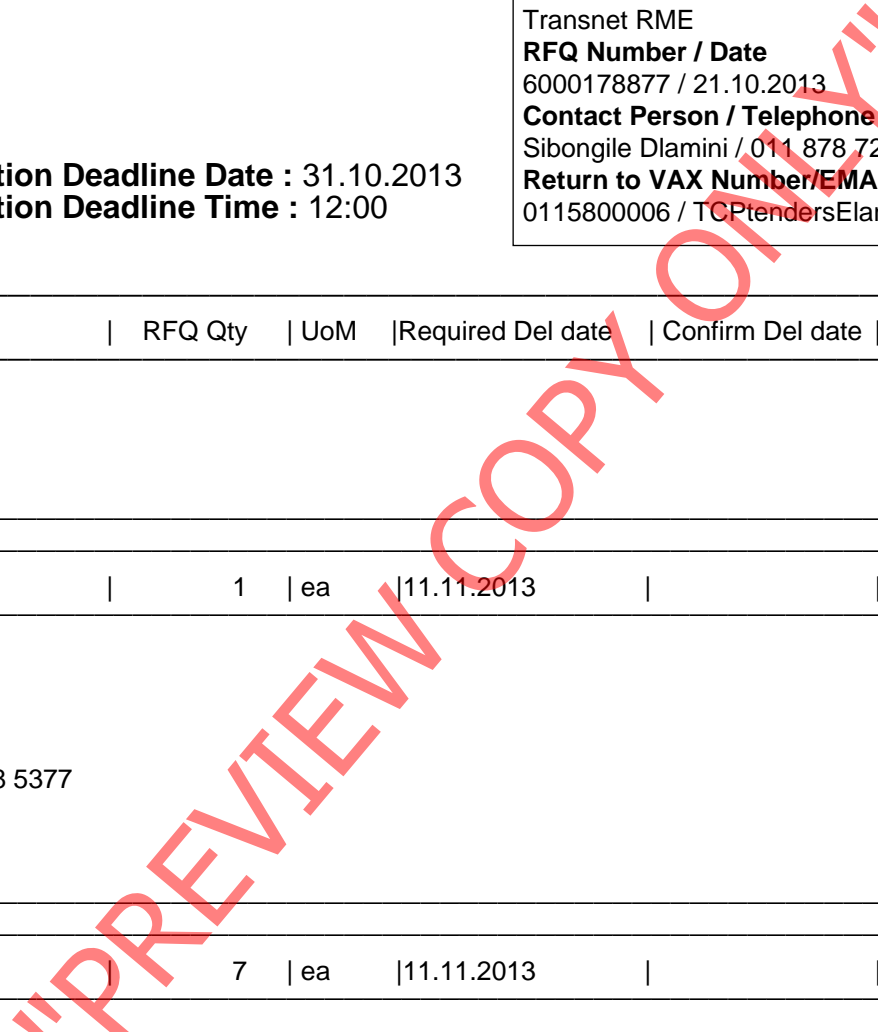 Transnet RME
RFQ Number / Date
6000178877 / 21.10.2013
Contact Person / Telephone
Sibongile Dlamini / 011 878 72
tion Deadline Date : 31.10.2013
Return to VAX Number/EMA
tion Deadline Time : 12:00
0115800006 / TCPtendersElan
| RFQ Qty | UoM |Required Del date | Confirm Del date |
| 1 | ea |11.11.2013 | |
5377
| 7 | ea |11.11.2013 | |
"PREVIEW COPY ONLY"